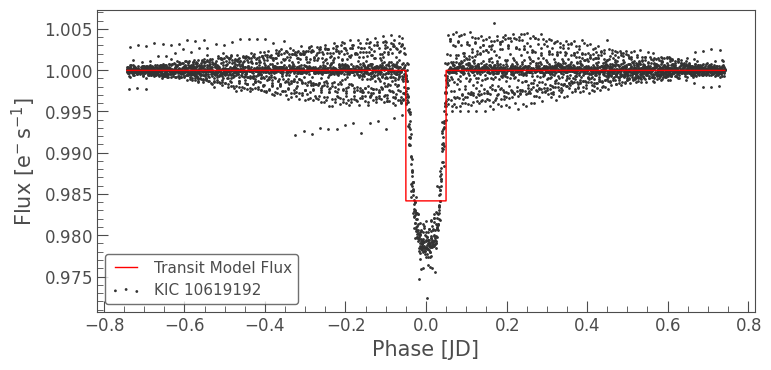 1.005
1.000
0.995
0.990
0.985
0.980
0.975
Flux [e⁻ s⁻¹]
Transit Model Flux
KIC 10619192
−0.8 −0.6 −0.4 −0.2 0.0 0.2 0.4 0.6 0.8
Phase [JD]